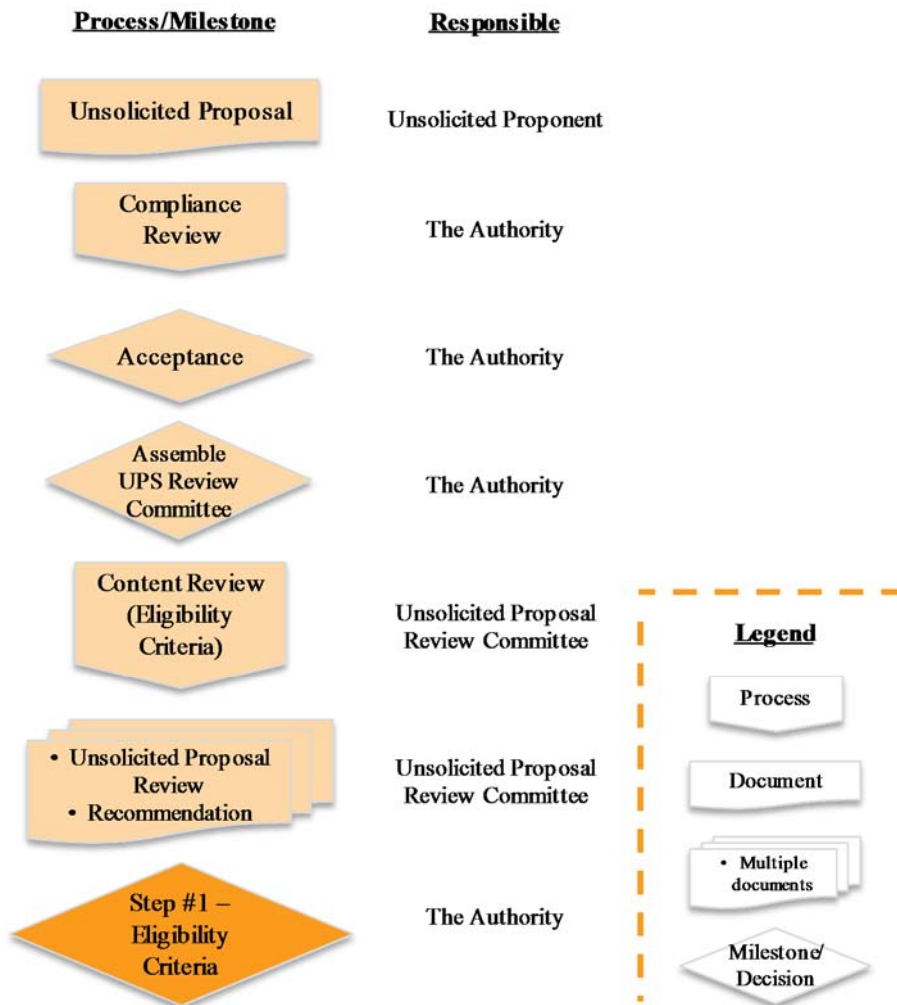 Process/Milestone
Responsible
Unsolicited Proposal
Unsolicited Proponent
Compliance
Review
The Authority
Acceptance
The Authority
Assemble
UPS Review
Committee
The Authority
Content Review
(Eligibility
Criteria)
Unsolicited Proposal
Review Committee
• Unsolicited Proposal
Review
• Recommendation
Unsolicited Proposal
Review Committee
Step #1 –
Eligibility
Criteria
The Authority
Legend
Process
Document
• Multiple
documents
Milestone/
Decision